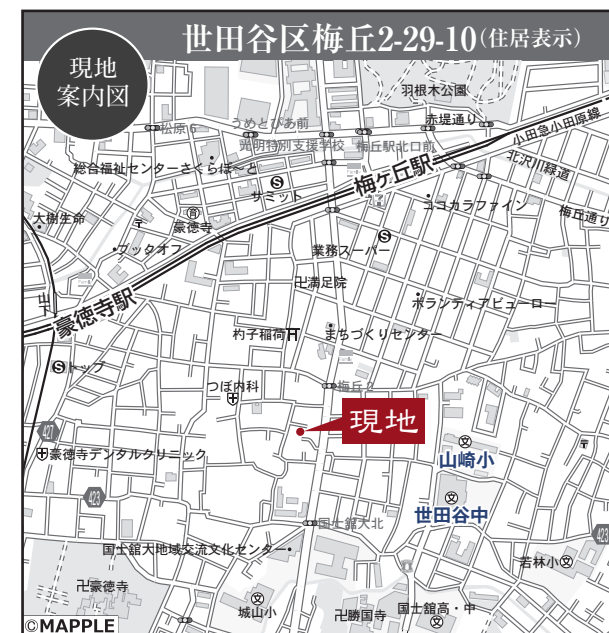 世田谷区梅丘2-29-10(住居表示)
現地
案内図
羽根木公園
松原6
うめとぴあ前
赤堤通り
小田急小田原線
光明特別支援学校
梅丘駅北口前
北沢川緑道
総合福祉センターさくらぼ〜と
梅ヶ丘駅
サミット
ココカラファイン
梅丘通り
大樹生命
豪徳寺
ブックオフ
業務スーパー
卍満足院
山下
豪徳寺駅
ボランティアビューロー
杓子稲荷
まちづくりセンター
トップ
つぼ内科
梅丘2
現地
427
豪徳寺デンタルクリニック
山崎小
423
世田谷中
国士舘大北
423
国士舘大地域交流文化センター
若林小
卍豪徳寺
城山小
卍勝国寺
国士舘高・中
©MAPPLE